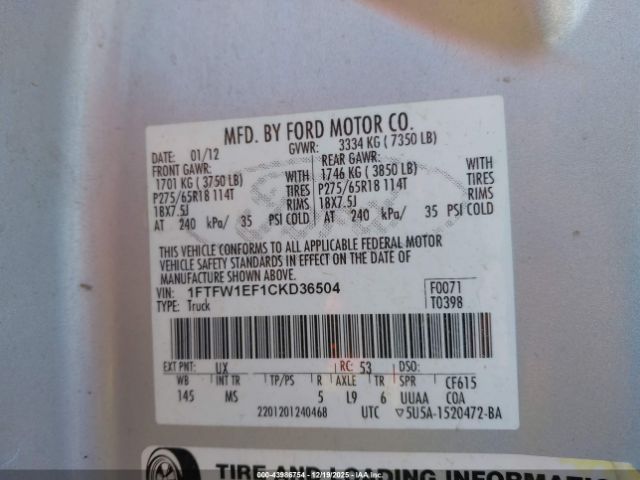 MFD. BY FORD MOTOR CO.
DATE: 01/12 GVWR: 3334 KG ( 7350 LB)
FRONT GAWR: REAR GAWR:
1701 KG ( 3750 LB) WITH 1746 KG ( 3850 LB) WITH
P275/65R18 114T TIRES P275/65R18 114T TIRES
18X7.5J RIMS 18X7.5J RIMS
AT 240 kPa/ 35 PSI COLD AT 240 kPa/ 35 PSI COLD
THIS VEHICLE CONFORMS TO ALL APPLICABLE FEDERAL MOTOR
VEHICLE SAFETY STANDARDS IN EFFECT ON THE DATE OF
MANUFACTURE SHOWN ABOVE.
VIN: 1FTFW1EF1CKD36504 F0071
TYPE: Truck T0398
EXT PNT: UX RC: 53 DSO:
WB INT TR TP/PS R AXLE TR SPR CF615
145 MS 5 L9 6 UUAA COA
2201201240468 UTC 5U5A-1520472-BA
TIRE AND LOADING INFORMATION
<43986754 — 12/19/2025 - IAAI.COM>